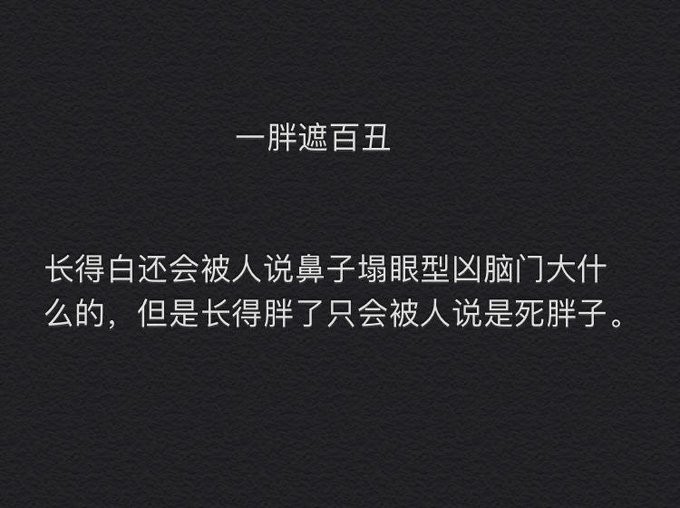 一胖遮百丑
长得白还会被人说鼻子塌眼型凶脑门大什
么的，但是长得胖了只会被人说是死胖子。